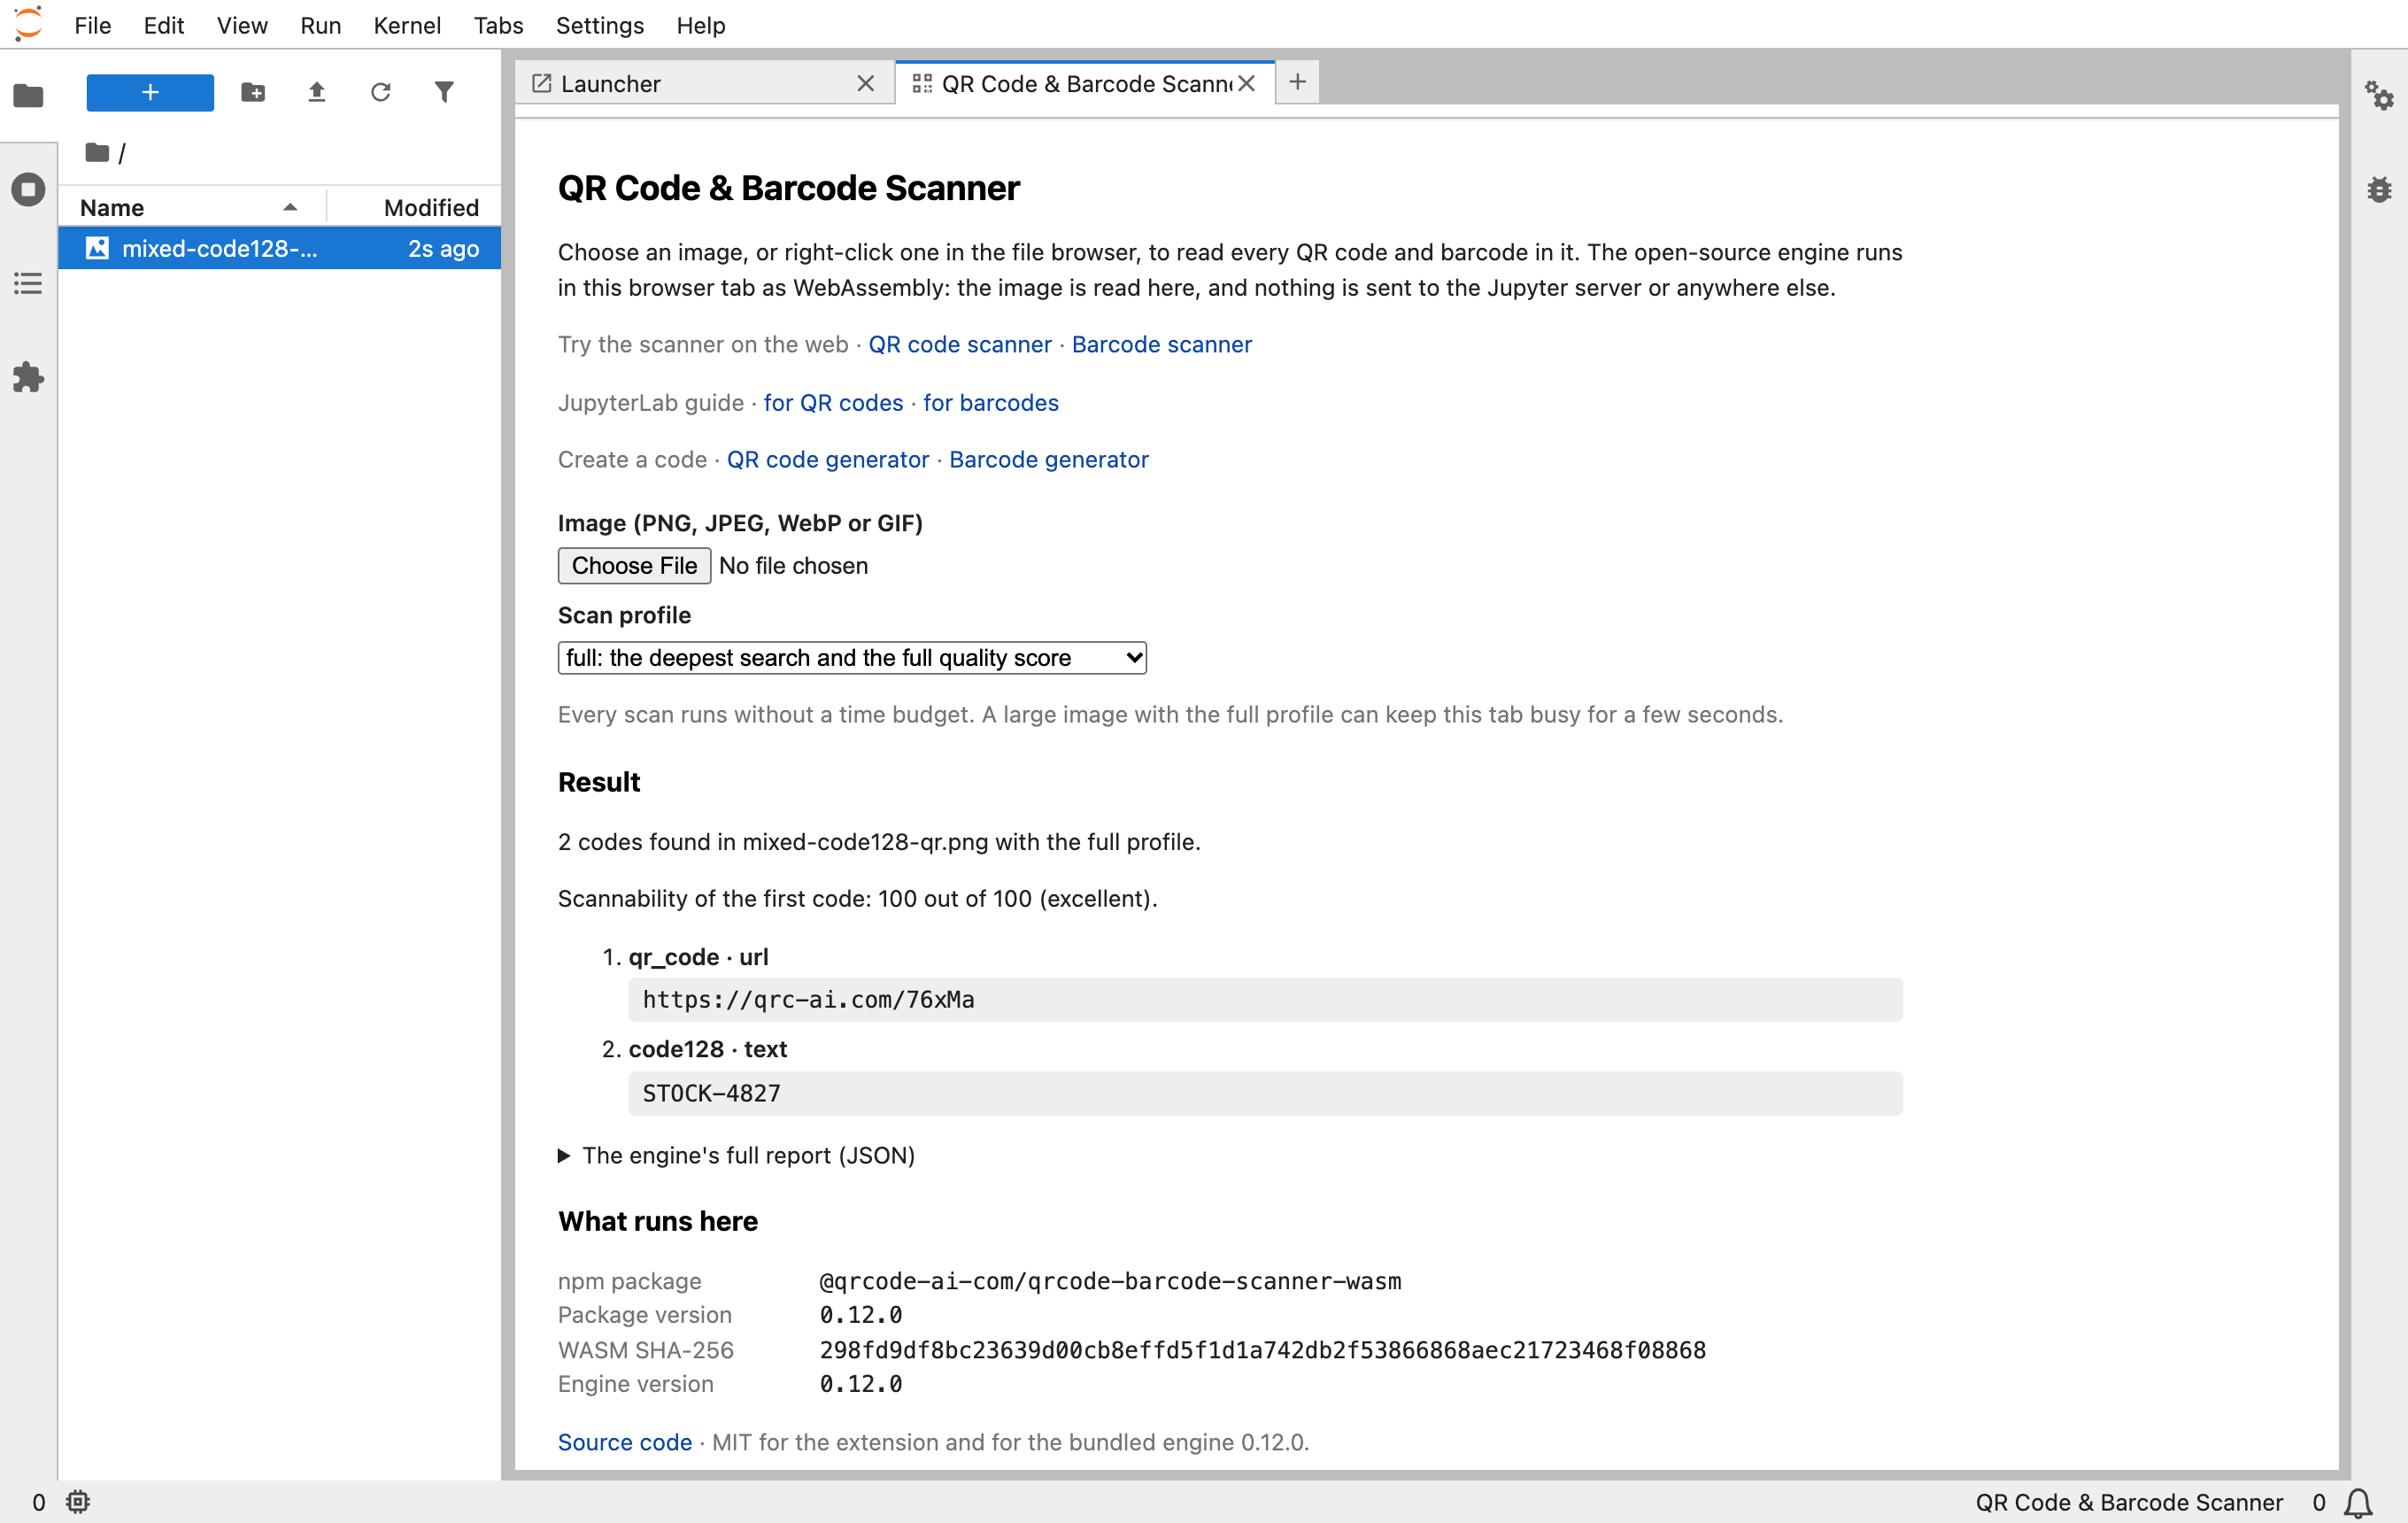 File Edit View Run Kernel Tabs Settings Help
+
/
Name Modified
mixed-code128-... 2s ago
Launcher
QR Code & Barcode Scann
+
QR Code & Barcode Scanner
Choose an image, or right-click one in the file browser, to read every QR code and barcode in it. The open-source engine runs
in this browser tab as WebAssembly: the image is read here, and nothing is sent to the Jupyter server or anywhere else.
Try the scanner on the web · QR code scanner · Barcode scanner
JupyterLab guide · for QR codes · for barcodes
Create a code · QR code generator · Barcode generator
Image (PNG, JPEG, WebP or GIF)
Choose File No file chosen
Scan profile
full: the deepest search and the full quality score
Every scan runs without a time budget. A large image with the full profile can keep this tab busy for a few seconds.
Result
2 codes found in mixed-code128-qr.png with the full profile.
Scannability of the first code: 100 out of 100 (excellent).
1. qr_code · url
https://qrc-ai.com/76xMa
2. code128 · text
STOCK-4827
The engine's full report (JSON)
What runs here
npm package @qrcode-ai-com/qrcode-barcode-scanner-wasm
Package version 0.12.0
WASM SHA-256 298fd9df8bc23639d00cb8effd5f1d1a742db2f53866868aec21723468f08868
Engine version 0.12.0
Source code · MIT for the extension and for the bundled engine 0.12.0.
0 QR Code & Barcode Scanner 0